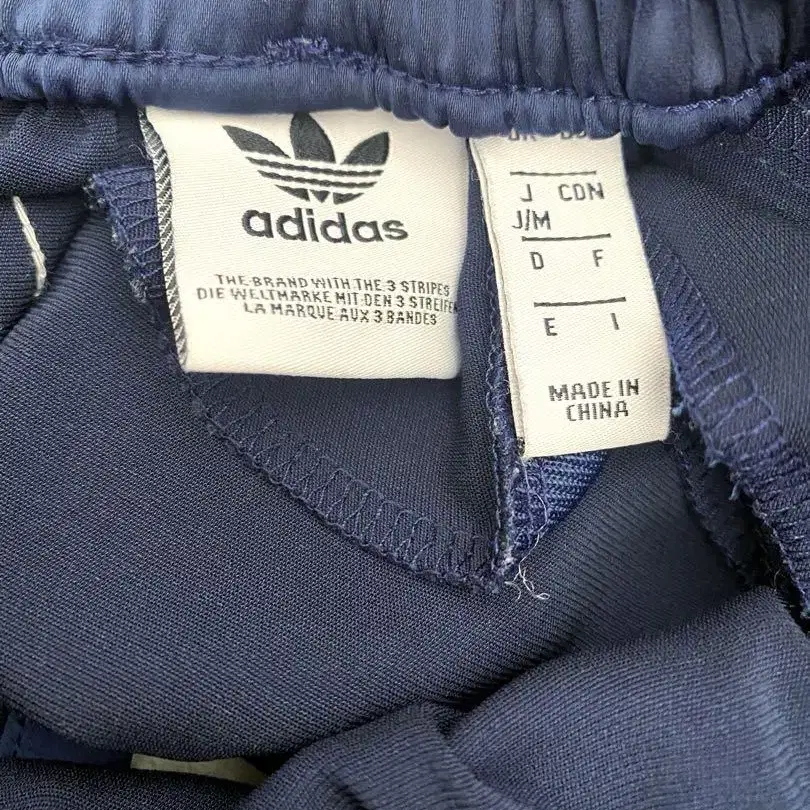 adidas
THE BRAND WITH THE 3 STRIPES
DIE WELTMARKE MIT DEN 3 STREIFEN
LA MARQUE AUX 3 BANDES
J CDN
J/M
D F
E I
MADE IN
CHINA